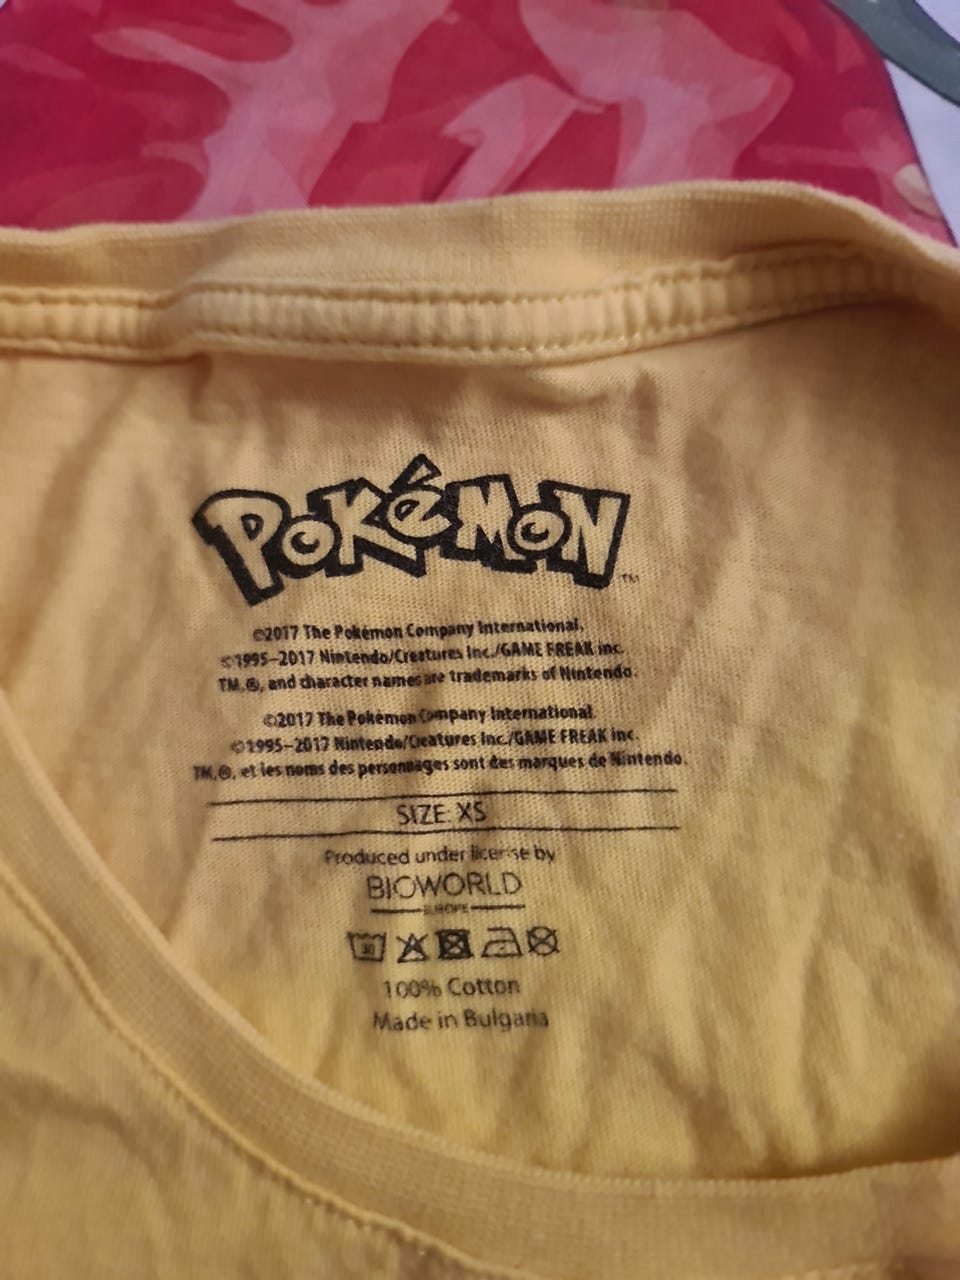 POKéMON
TM
©2017 The Pokémon Company International.
©1995–2017 Nintendo/Creatures Inc./GAME FREAK inc.
TM,®, and character names are trademarks of Nintendo.
©2017 The Pokémon Company International.
©1995–2017 Nintendo/Creatures Inc./GAME FREAK inc.
TM,®, et les noms des personnages sont des marques de Nintendo.
SIZE: XS
Produced under license by
BIOWORLD
EUROPE
30
100% Cotton
Made in Bulgaria